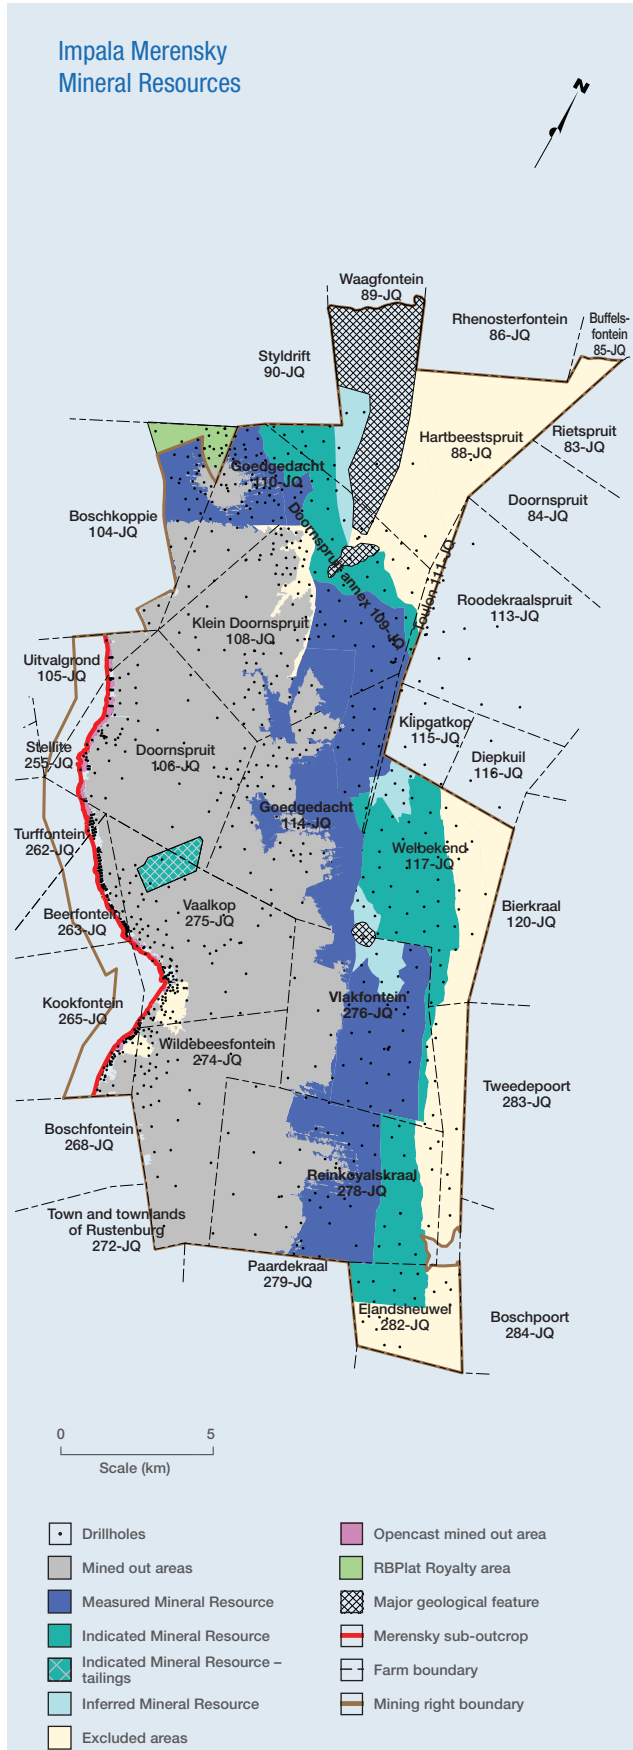 Impala Merensky
Mineral Resources
N
Waagfontein
89-JQ
Rhenosterfontein
86-JQ
Buffels-
fontein
85-JQ
Styldrift
90-JQ
Hartbeestspruit
88-JQ
Rietspruit
83-JQ
Goedgedacht
110-JQ
Doornspruit
84-JQ
Boschkoppie
104-JQ
Doornspruit annex 109-JQ
Toulon 111-JQ
Roodekraalspruit
113-JQ
Klein Doornspruit
108-JQ
Uitvalgrond
105-JQ
Klipgatkop
115-JQ
Stellite
255-JQ
Doornspruit
106-JQ
Diepkuil
116-JQ
Goedgedacht
114-JQ
Turffontein
262-JQ
Welbekend
117-JQ
Beerfontein
263-JQ
Vaalkop
275-JQ
Bierkraal
120-JQ
Kookfontein
265-JQ
Vlakfontein
276-JQ
Wildebeesfontein
274-JQ
Tweedepoort
283-JQ
Boschfontein
268-JQ
Reinkoyalskraal
278-JQ
Town and townlands
of Rustenburg
272-JQ
Paardekraal
279-JQ
Elandsheuwel
282-JQ
Boschpoort
284-JQ
0 5
Scale (km)
Drillholes
Mined out areas
Measured Mineral Resource
Indicated Mineral Resource
Indicated Mineral Resource –
tailings
Inferred Mineral Resource
Excluded areas
Opencast mined out area
RBPlat Royalty area
Major geological feature
Merensky sub-outcrop
Farm boundary
Mining right boundary